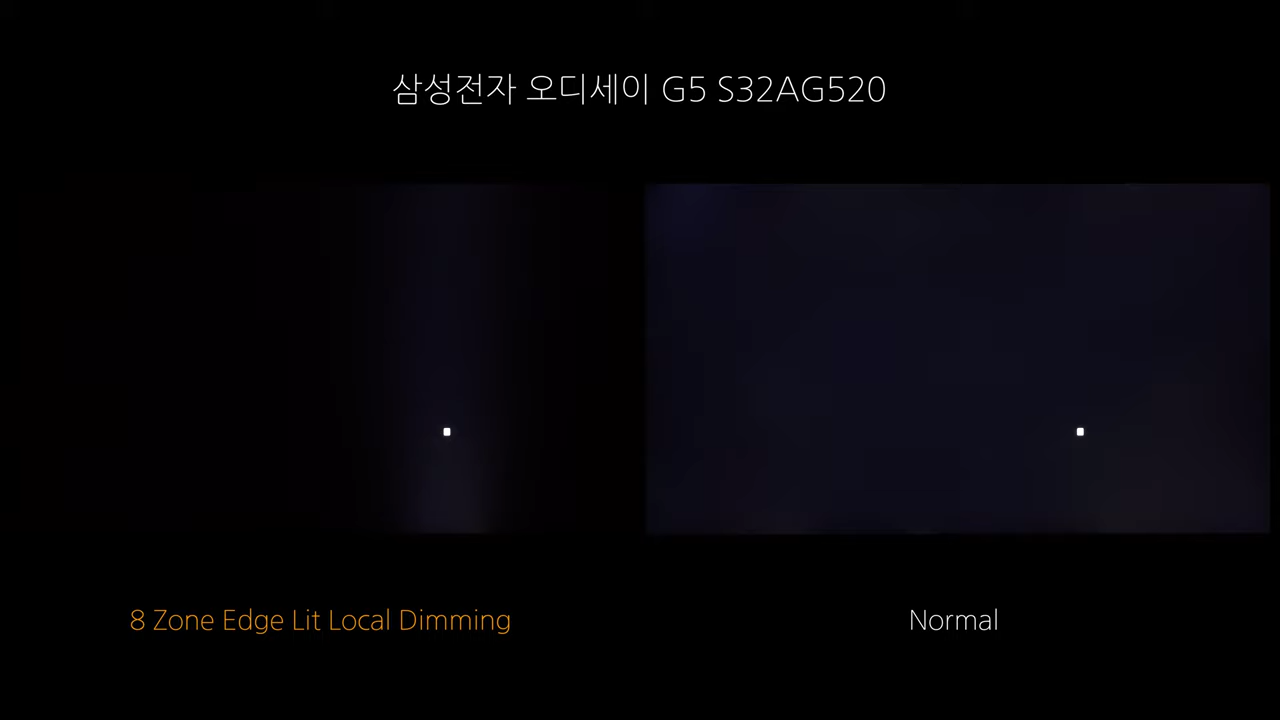 삼성전자 오디세이 G5 S32AG520
8 Zone Edge Lit Local Dimming
Normal